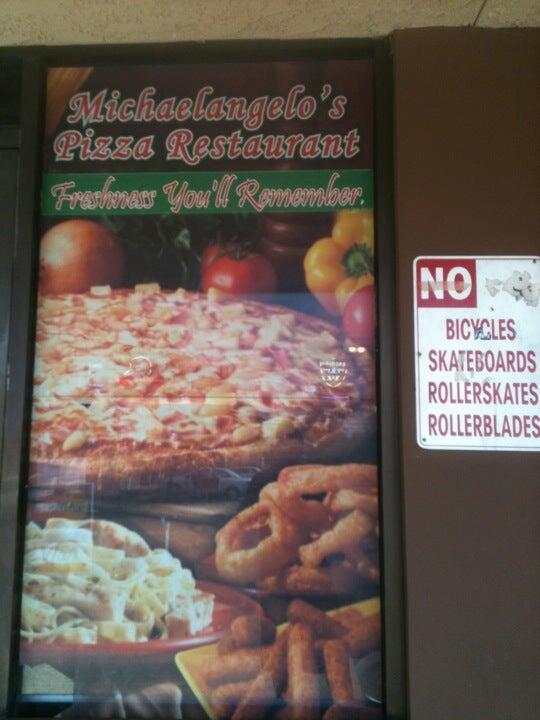 Michaelangelo's
Pizza Restaurant
Freshness You'll Remember.
NO
BICYCLES
SKATEBOARDS
ROLLERSKATES
ROLLERBLADES